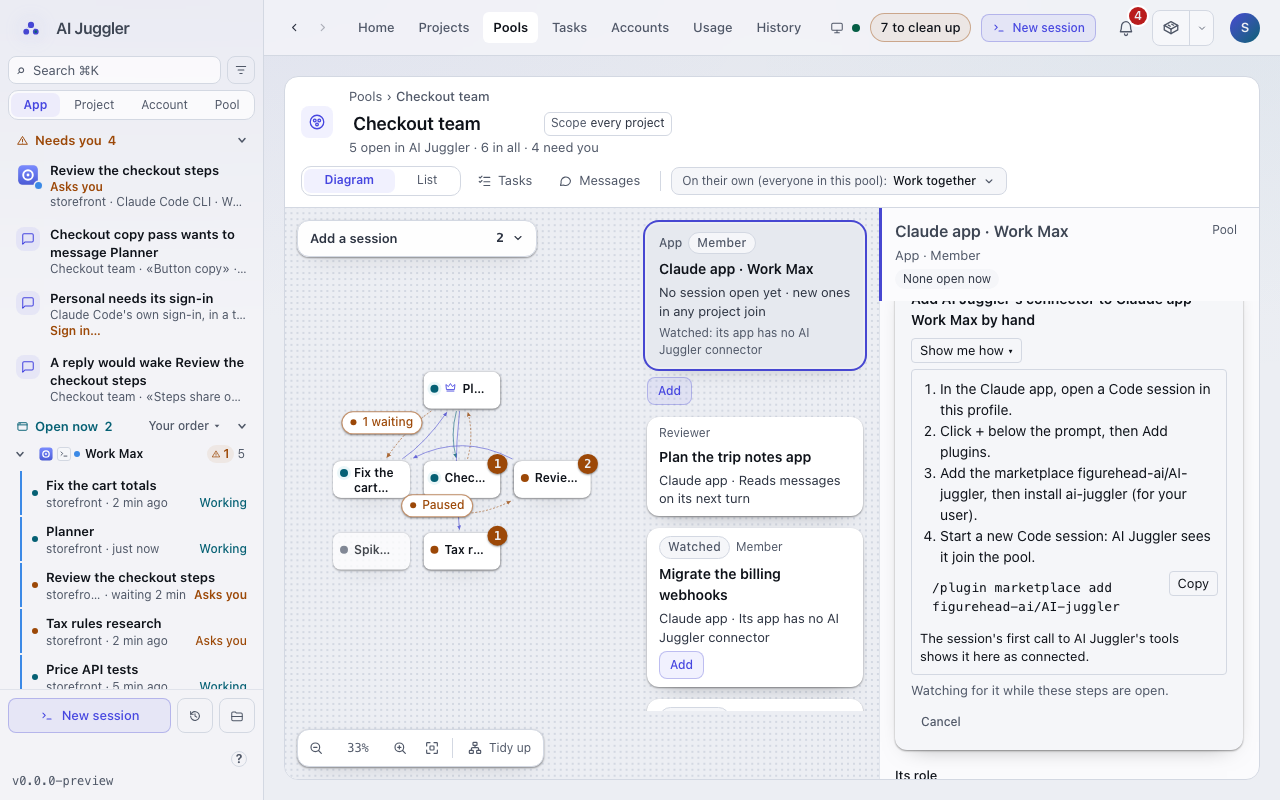 AI Juggler
Search ⌘K
App
Project
Account
Pool
Needs you 4
Review the checkout steps
Asks you
storefront · Claude Code CLI · W...
Checkout copy pass wants to
message Planner
Checkout team · «Button copy» ·...
Personal needs its sign-in
Claude Code's own sign-in, in a t...
Sign in...
A reply would wake Review the
checkout steps
Checkout team · «Steps share o...
Open now 2
Your order
Work Max
1
5
Fix the cart totals
storefront · 2 min ago
Working
Planner
storefront · just now
Working
Review the checkout steps
storefro... · waiting 2 min
Asks you
Tax rules research
storefront · 2 min ago
Asks you
Price API tests
storefront · 5 min ago
Working
New session
?
v0.0.0-preview
Home
Projects
Pools
Tasks
Accounts
Usage
History
7 to clean up
New session
4
S
Pools › Checkout team
Checkout team
Scope every project
5 open in AI Juggler · 6 in all · 4 need you
Diagram
List
Tasks
Messages
On their own (everyone in this pool): Work together
Add a session
2
Pl...
1 waiting
Fix the
cart...
Chec...
1
Revie...
2
Paused
Spik...
Tax r...
1
33%
Tidy up
App
Member
Claude app · Work Max
No session open yet · new ones
in any project join
Watched: its app has no AI
Juggler connector
Add
Reviewer
Plan the trip notes app
Claude app · Reads messages
on its next turn
Watched
Member
Migrate the billing
webhooks
Claude app · Its app has no AI
Juggler connector
Add
Claude app · Work Max
Pool
App · Member
None open now
Add AI Juggler's connector to Claude app
Work Max by hand
Show me how
1. In the Claude app, open a Code session in
this profile.
2. Click + below the prompt, then Add
plugins.
3. Add the marketplace figurehead-ai/AI-
juggler, then install ai-juggler (for your
user).
4. Start a new Code session: AI Juggler sees
it join the pool.
/plugin marketplace add
figurehead-ai/AI-juggler
Copy
The session's first call to AI Juggler's tools
shows it here as connected.
Watching for it while these steps are open.
Cancel
Its role